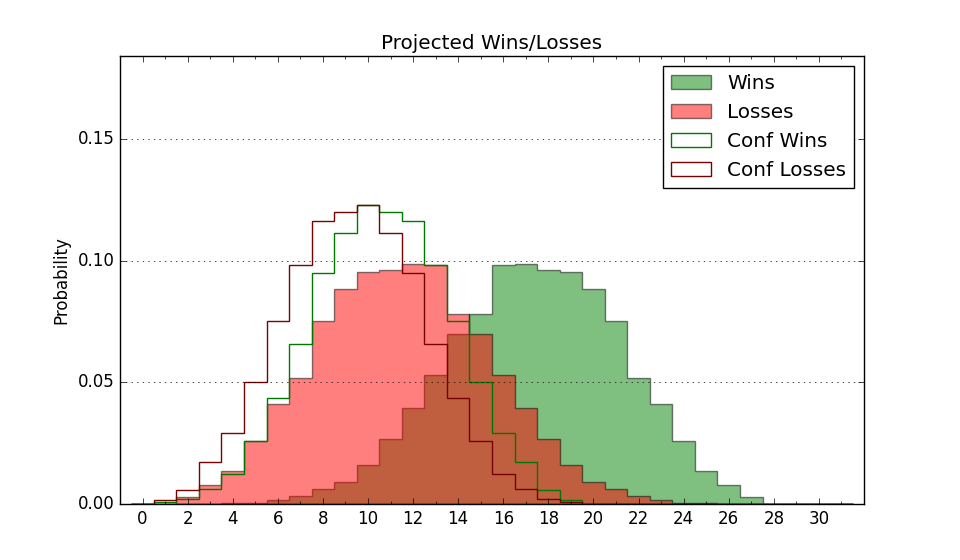 Projected Wins/Losses
Wins
Losses
Conf Wins
Conf Losses
Probability
0.15
0.10
0.05
0.00
0 2 4 6 8 10 12 14 16 18 20 22 24 26 28 30